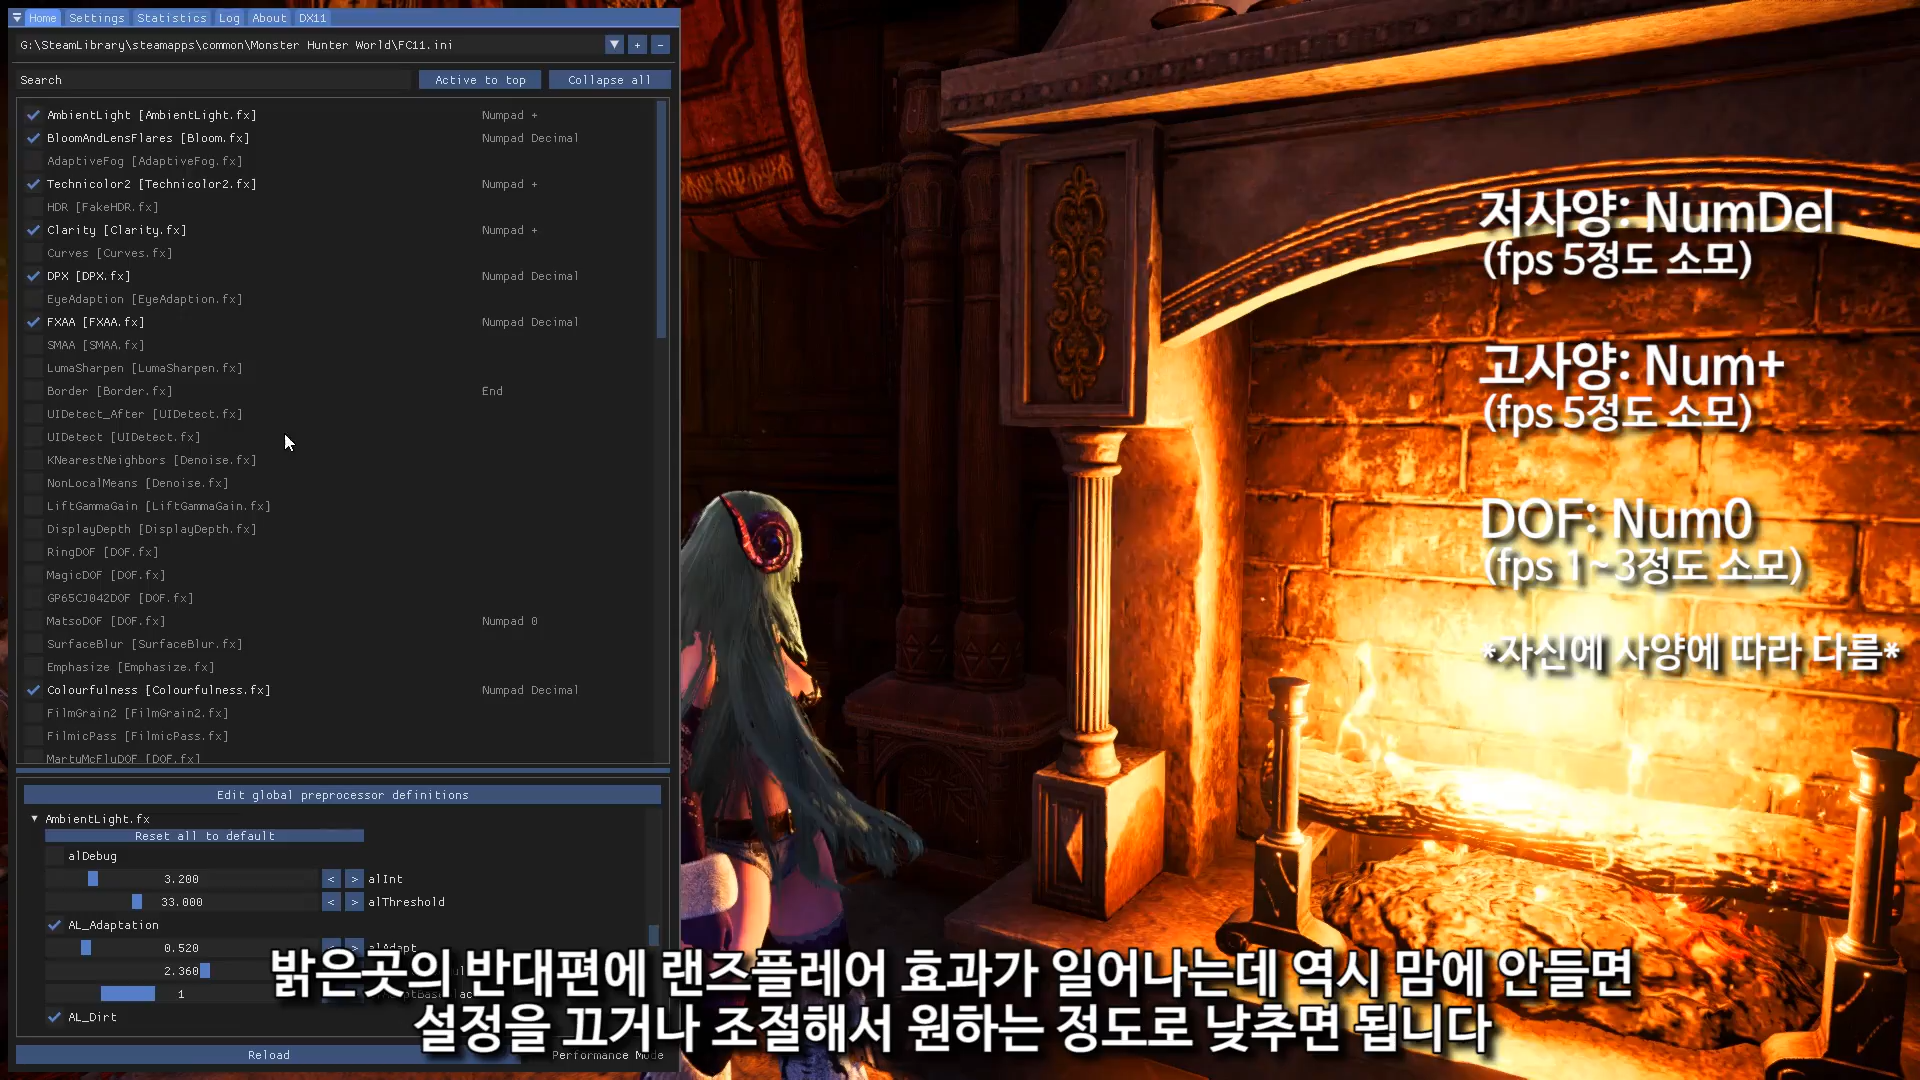 Home Settings Statistics Log About DX11
G:\SteamLibrary\steamapps\common\Monster Hunter World\FC11.ini
▼ + -
Search
Active to top
Collapse all
AmbientLight [AmbientLight.fx] Numpad +
BloomAndLensFlares [Bloom.fx] Numpad Decimal
AdaptiveFog [AdaptiveFog.fx]
Technicolor2 [Technicolor2.fx] Numpad +
HDR [FakeHDR.fx]
Clarity [Clarity.fx] Numpad +
Curves [Curves.fx]
DPX [DPX.fx] Numpad Decimal
EyeAdaption [EyeAdaption.fx]
FXAA [FXAA.fx] Numpad Decimal
SMAA [SMAA.fx]
LumaSharpen [LumaSharpen.fx]
Border [Border.fx] End
UIDetect_After [UIDetect.fx]
UIDetect [UIDetect.fx]
KNearestNeighbors [Denoise.fx]
NonLocalMeans [Denoise.fx]
LiftGammaGain [LiftGammaGain.fx]
DisplayDepth [DisplayDepth.fx]
RingDOF [DOF.fx]
MagicDOF [DOF.fx]
GP65CJ042DOF [DOF.fx]
MatsoDOF [DOF.fx] Numpad 0
SurfaceBlur [SurfaceBlur.fx]
Emphasize [Emphasize.fx]
Colourfulness [Colourfulness.fx] Numpad Decimal
FilmGrain2 [FilmGrain2.fx]
FilmicPass [FilmicPass.fx]
MartyMcFlyDOF [DOF.fx]
Edit global preprocessor definitions
▼ AmbientLight.fx
Reset all to default
alDebug
3.200 < > alInt
33.000 < > alThreshold
AL_Adaptation
0.520 < > alAdapt
2.360
1
AL_Dirt
Reload
Performance Mode
저사양: NumDel
(fps 5정도 소모)
고사양: Num+
(fps 5정도 소모)
DOF: Num0
(fps 1~3정도 소모)
*자신에 사양에 따라 다름*
밝은곳의 반대편에 랜즈플레어 효과가 일어나는데 역시 맘에 안들면
설정을 끄거나 조절해서 원하는 정도로 낮추면 됩니다